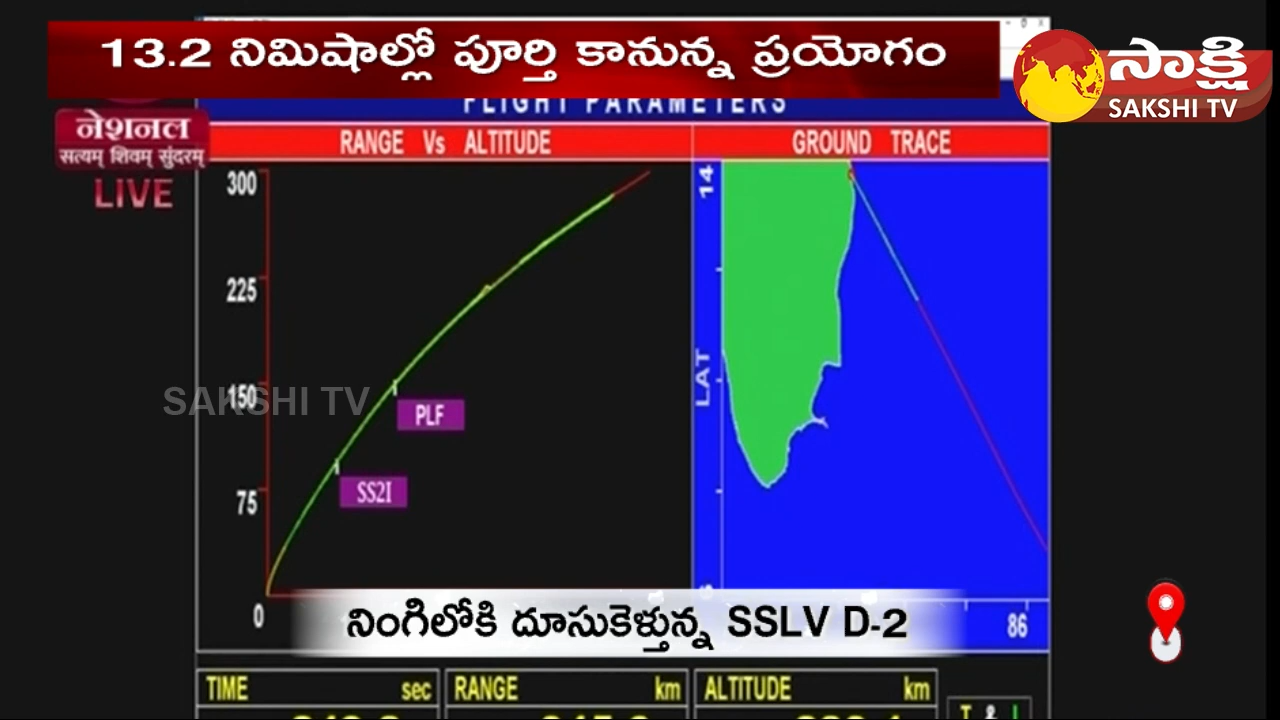 13.2 నిమిషాల్లో పూర్తి కానున్న ప్రయోగం
సాక్షి
SAKSHI TV
नेशनल
सत्यम् शिवम् सुंदरम्
LIVE
FLIGHT PARAMETERS
RANGE Vs ALTITUDE
GROUND TRACE
300
225
150
75
0
SAKSHI TV
PLF
SS2I
14
LAT
86
నింగిలోకి దూసుకెళ్తున్న SSLV D-2
TIME sec
RANGE km
ALTITUDE km